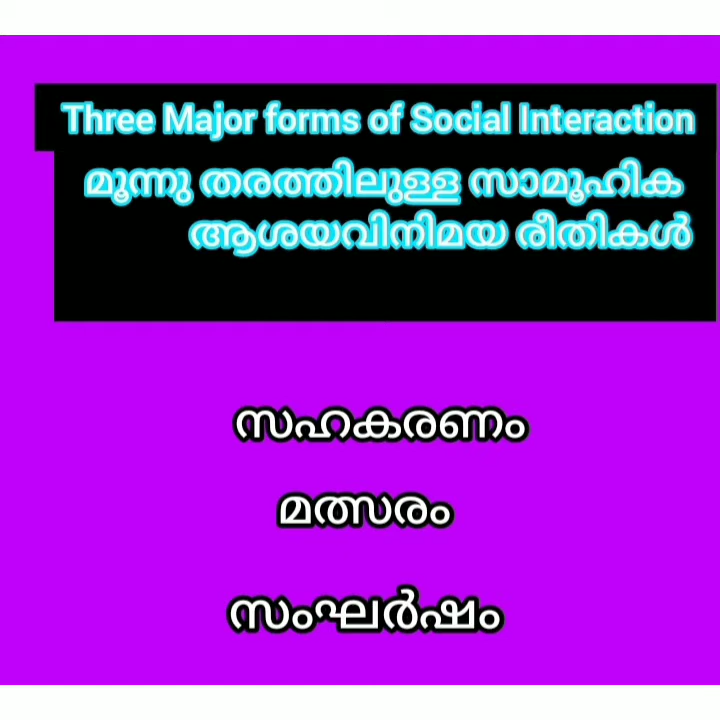 Three Major forms of Social Interaction
മൂന്നു തരത്തിലുള്ള സാമൂഹിക
ആശയവിനിമയ രീതികൾ
സഹകരണം
മത്സരം
സംഘർഷം